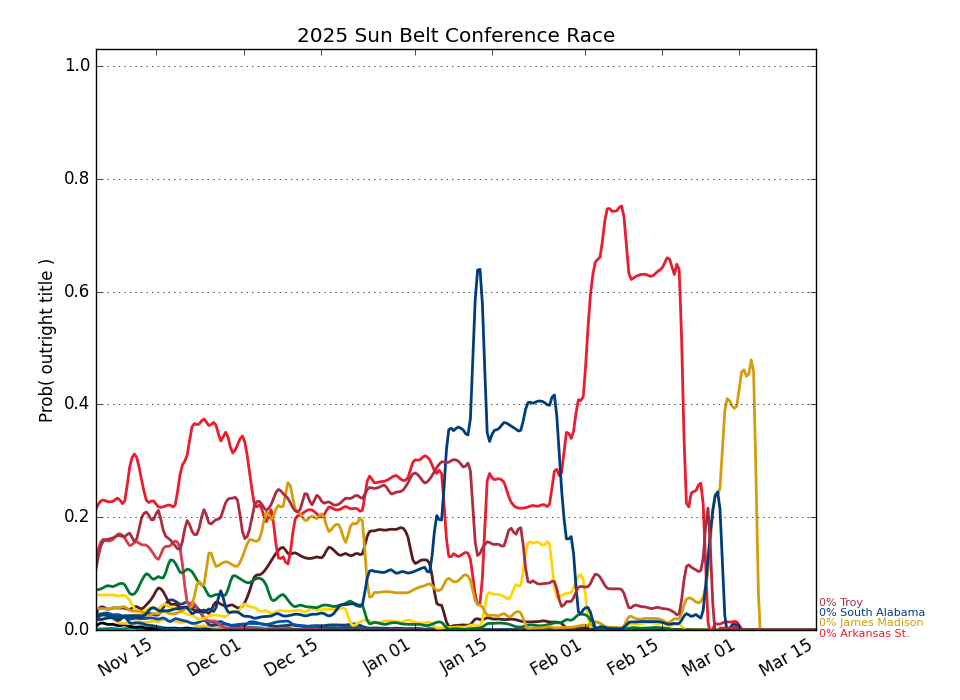 2025 Sun Belt Conference Race
Prob( outright title )
1.0
0.8
0.6
0.4
0.2
0.0
0% Troy
0% South Alabama
0% James Madison
0% Arkansas St.
Nov 15
Dec 01
Dec 15
Jan 01
Jan 15
Feb 01
Feb 15
Mar 01
Mar 15